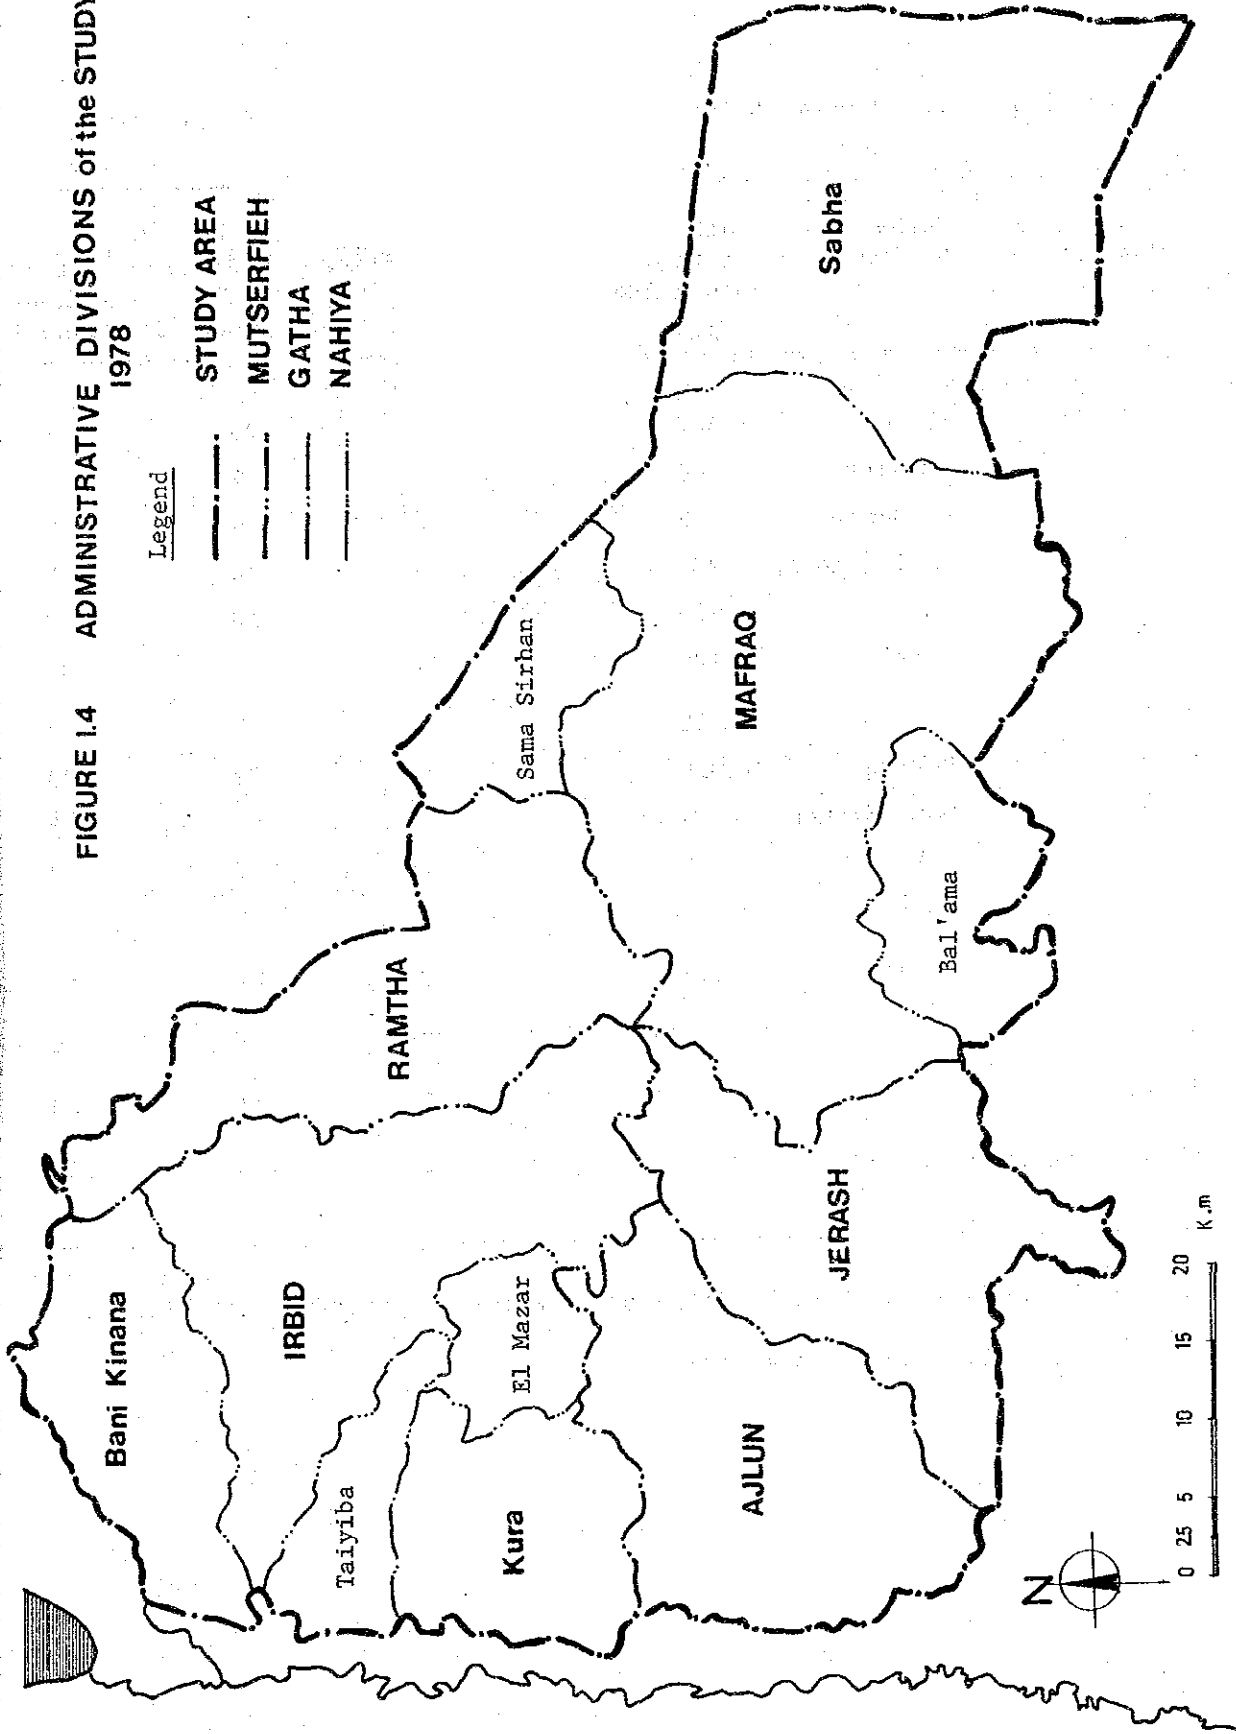 FIGURE 1.4 ADMINISTRATIVE DIVISIONS of the STUDY
1978
Legend
STUDY AREA
MUTSERFIEH
GATHA
NAHIYA
Bani Kinana
IRBID
RAMTHA
Taiyiba
Kura
El Mazar
Sama Sirhan
AJLUN
JERASH
MAFRAQ
Bal'ama
Sabha
N
0 2.5 5 10 15 20 K.m